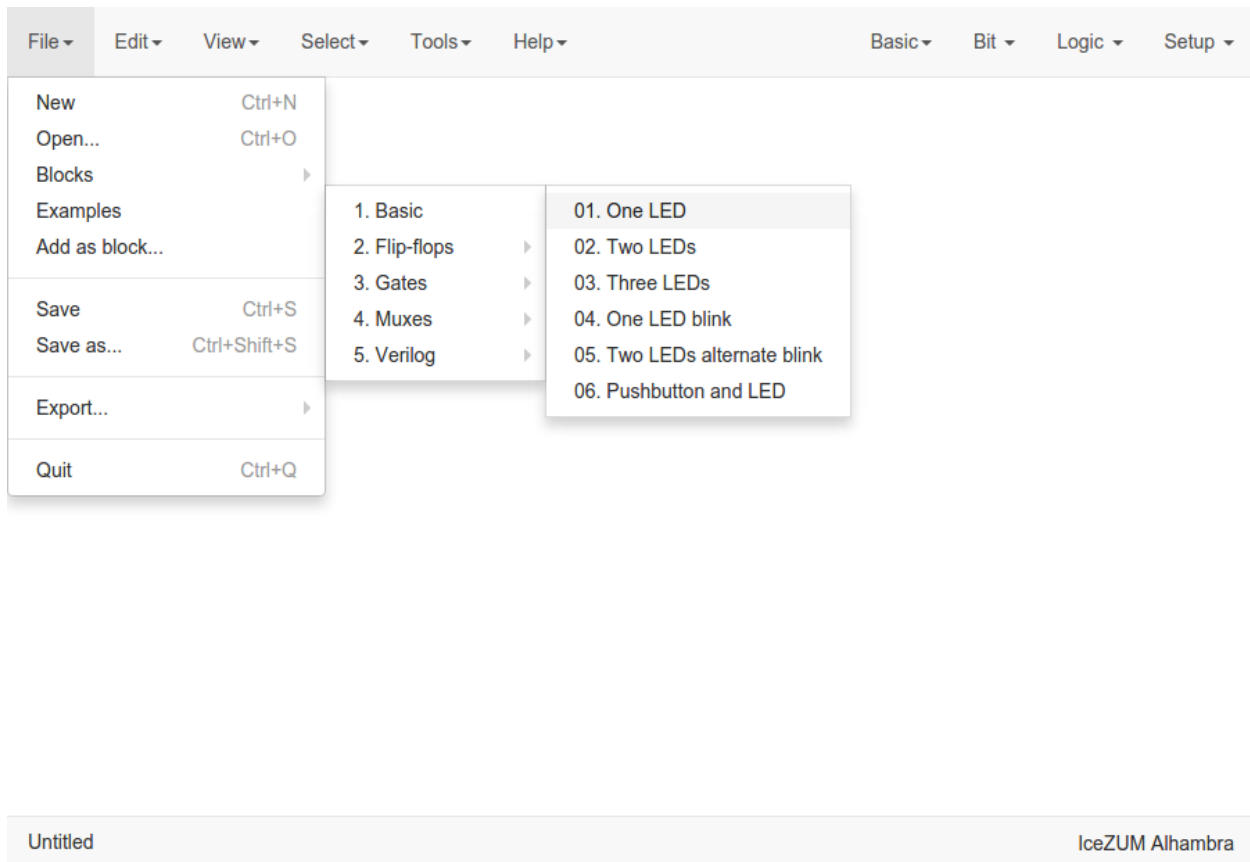 File Edit View Select Tools Help Basic Bit Logic Setup
New Ctrl+N
Open... Ctrl+O
Blocks
Examples
Add as block...
Save Ctrl+S
Save as... Ctrl+Shift+S
Export...
Quit Ctrl+Q
1. Basic
2. Flip-flops
3. Gates
4. Muxes
5. Verilog
01. One LED
02. Two LEDs
03. Three LEDs
04. One LED blink
05. Two LEDs alternate blink
06. Pushbutton and LED
Untitled IceZUM Alhambra